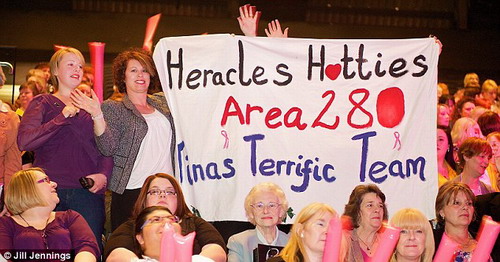 Heracles Hotties
Area 280
Tinas Terrific Team
© Jill Jennings